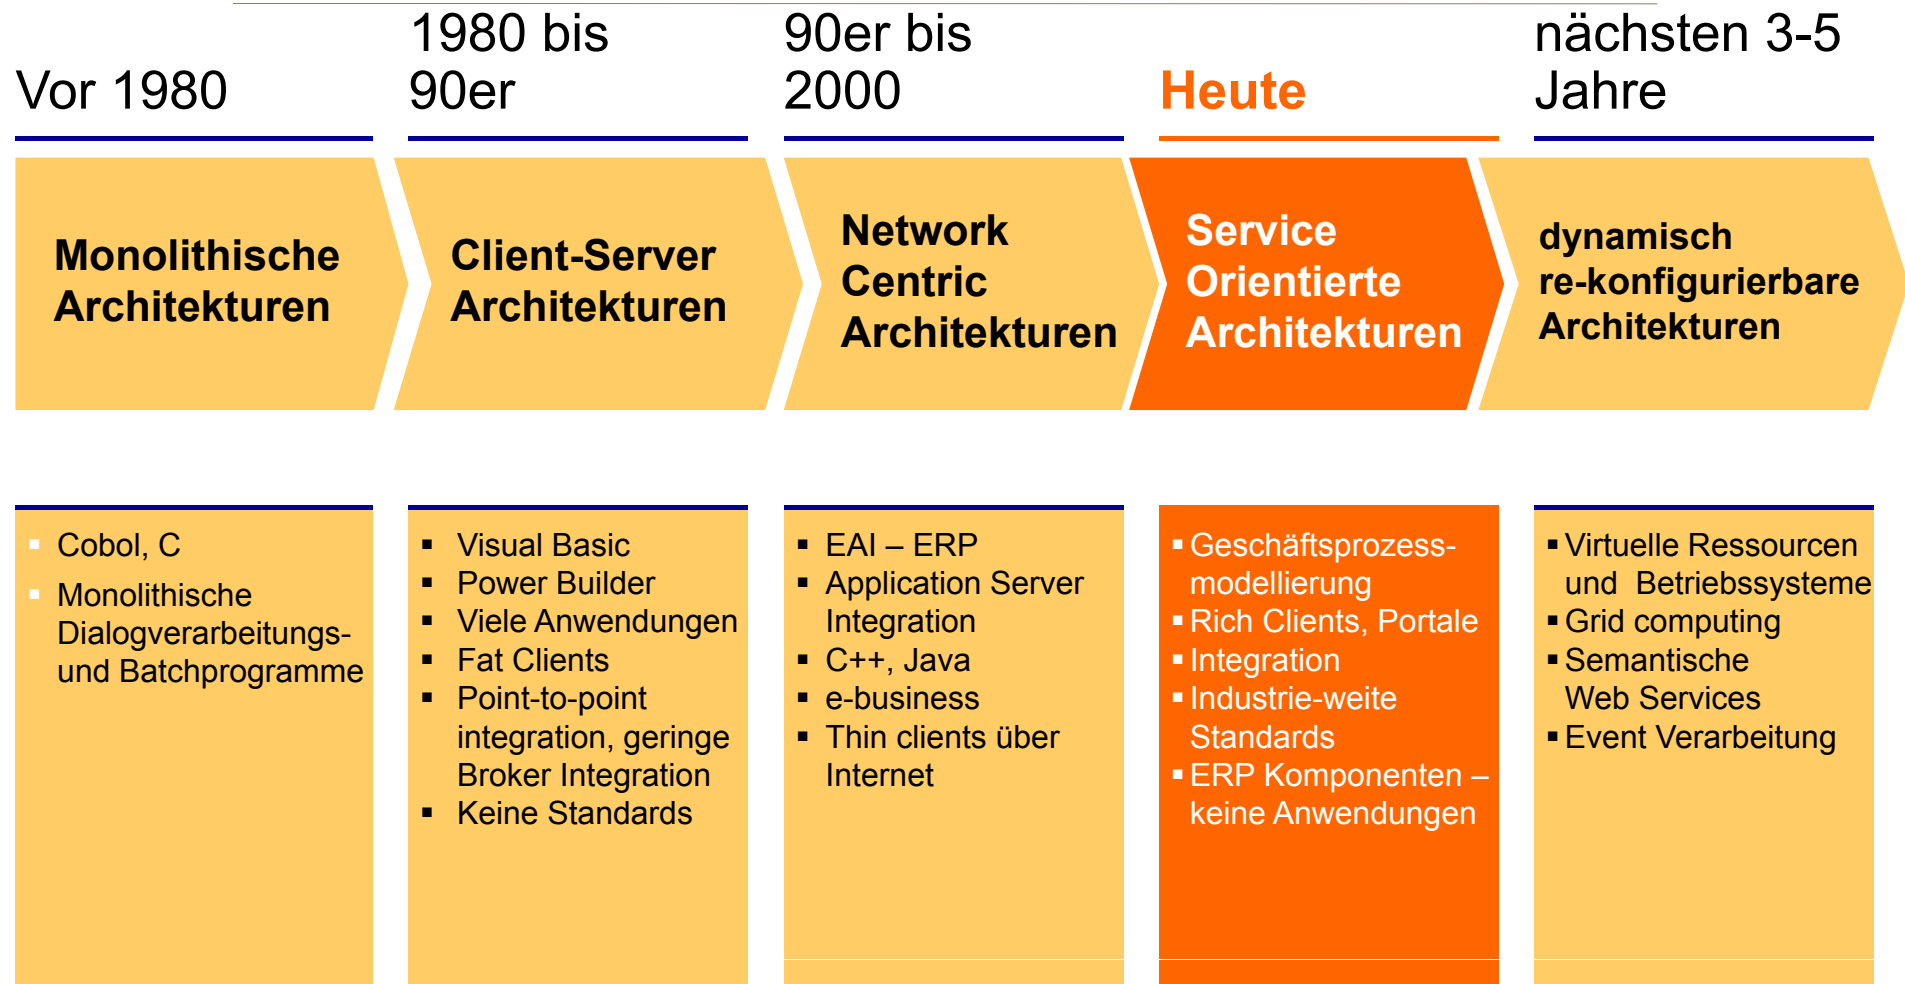 Vor 1980
1980 bis
90er
90er bis
2000
Heute
nächsten 3-5
Jahre
Monolithische
Architekturen
Client-Server
Architekturen
Network
Centric
Architekturen
Service
Orientierte
Architekturen
dynamisch
re-konfigurierbare
Architekturen
▪ Cobol, C
▪ Monolithische
Dialogverarbeitungs-
und Batchprogramme
▪ Visual Basic
▪ Power Builder
▪ Viele Anwendungen
▪ Fat Clients
▪ Point-to-point
integration, geringe
Broker Integration
▪ Keine Standards
▪ EAI – ERP
▪ Application Server
Integration
▪ C++, Java
▪ e-business
▪ Thin clients über
Internet
▪ Geschäftsprozess-
modellierung
▪ Rich Clients, Portale
▪ Integration
▪ Industrie-weite
Standards
▪ ERP Komponenten –
keine Anwendungen
▪ Virtuelle Ressourcen
und Betriebssysteme
▪ Grid computing
▪ Semantische
Web Services
▪ Event Verarbeitung